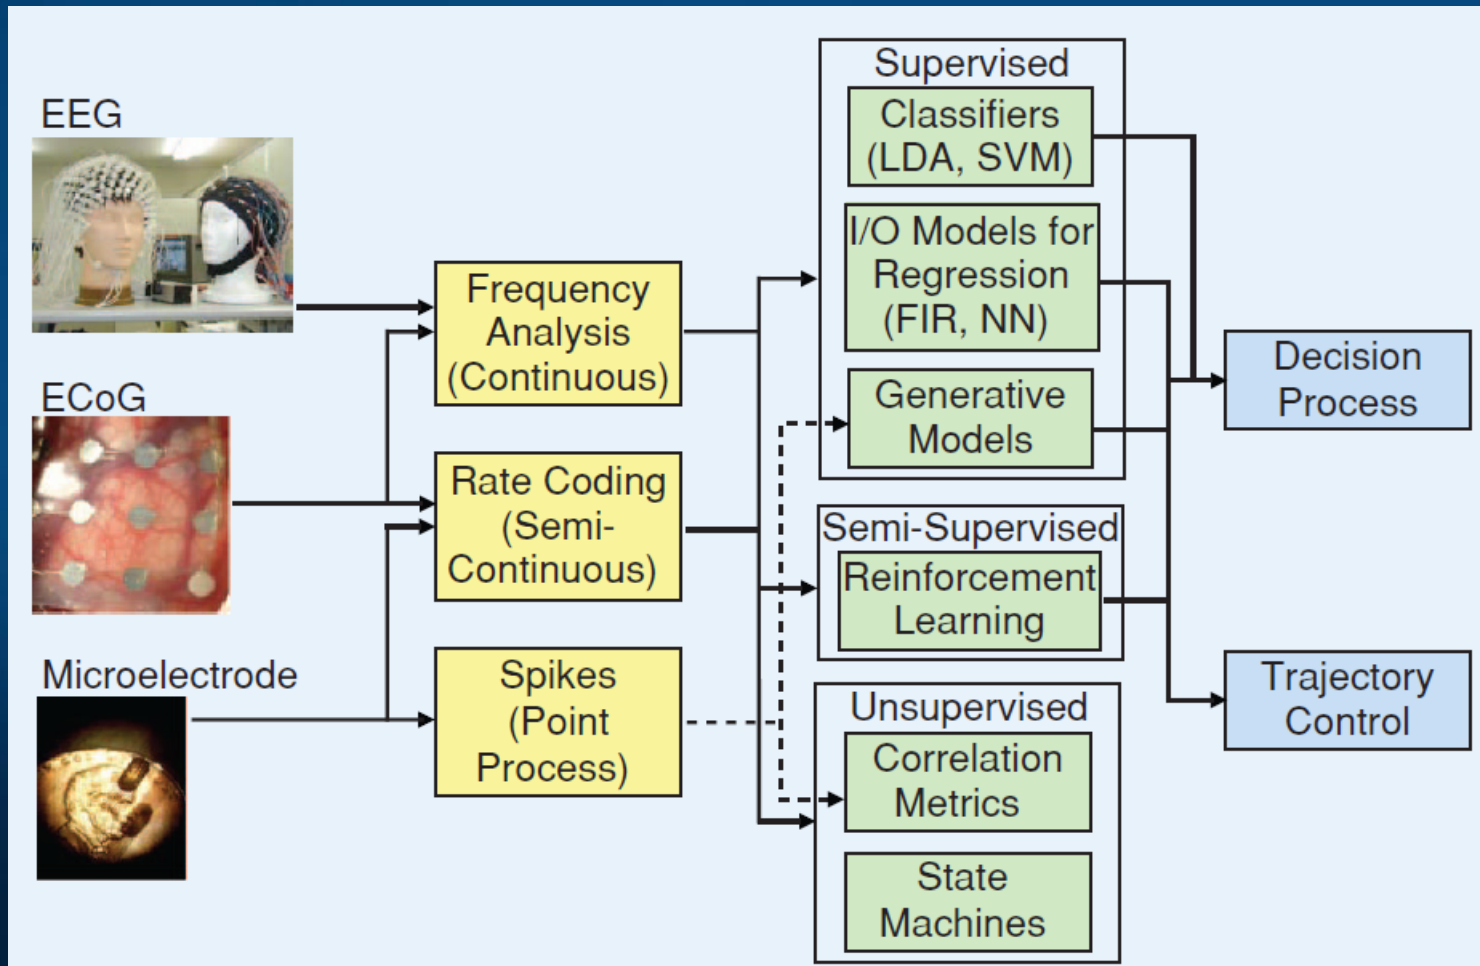 EEG
ECoG
Microelectrode
Frequency
Analysis
(Continuous)
Rate Coding
(Semi-
Continuous)
Spikes
(Point
Process)
Supervised
Classifiers
(LDA, SVM)
I/O Models for
Regression
(FIR, NN)
Generative
Models
Semi-Supervised
Reinforcement
Learning
Unsupervised
Correlation
Metrics
State
Machines
Decision
Process
Trajectory
Control